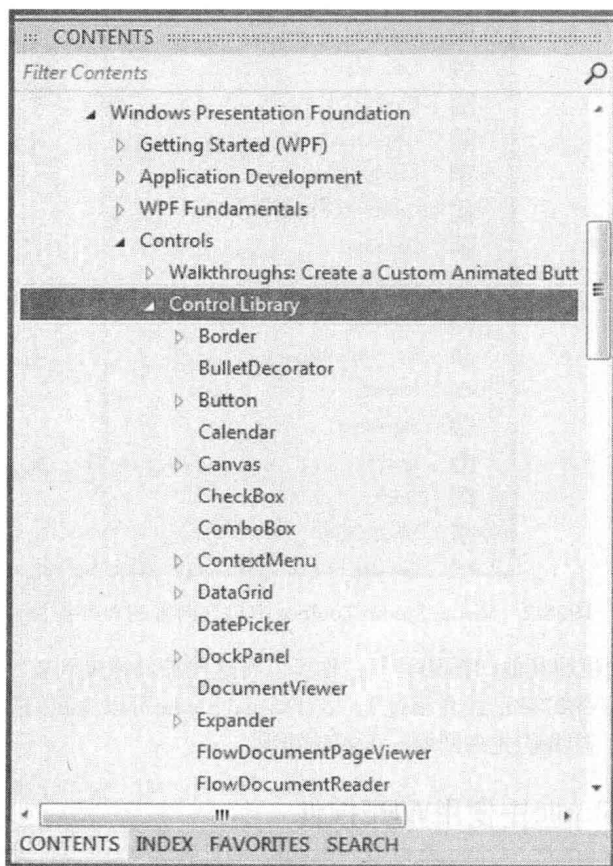 CONTENTS
Filter Contents
Windows Presentation Foundation
Getting Started (WPF)
Application Development
WPF Fundamentals
Controls
Walkthroughs: Create a Custom Animated Butt
Control Library
Border
BulletDecorator
Button
Calendar
Canvas
CheckBox
ComboBox
ContextMenu
DataGrid
DatePicker
DockPanel
DocumentViewer
Expander
FlowDocumentPageViewer
FlowDocumentReader
CONTENTS INDEX FAVORITES SEARCH